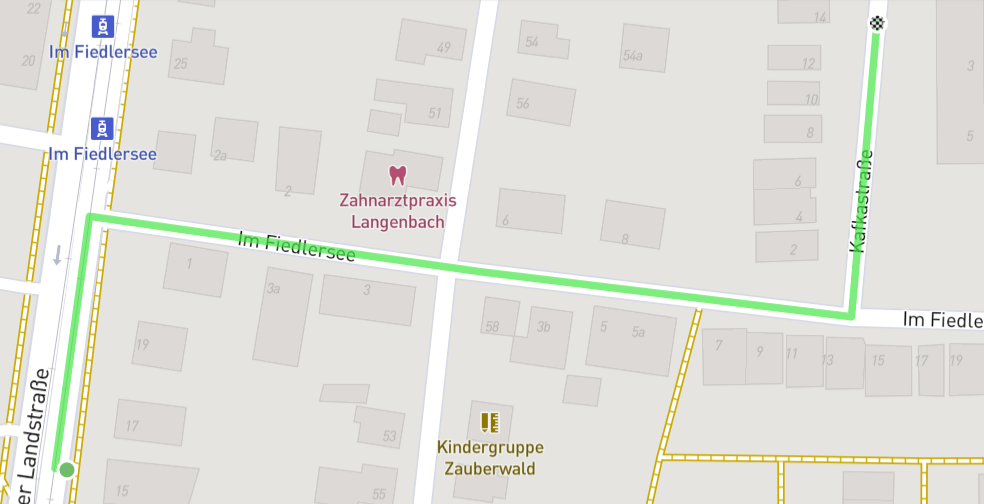 22
Im Fiedlersee
20
25
49
54
54a
14
12
3
51
56
10
Im Fiedlersee
2a
8
5
2
Zahnarztpraxis
Langenbach
6
6
4
8
2
Kafkastraße
Im Fiedlersee
1
3a
3
58
3b
5
5a
Im Fiedle
7
9
11
13
15
17
19
19
er Landstraße
17
53
Kindergruppe
Zauberwald
15
55